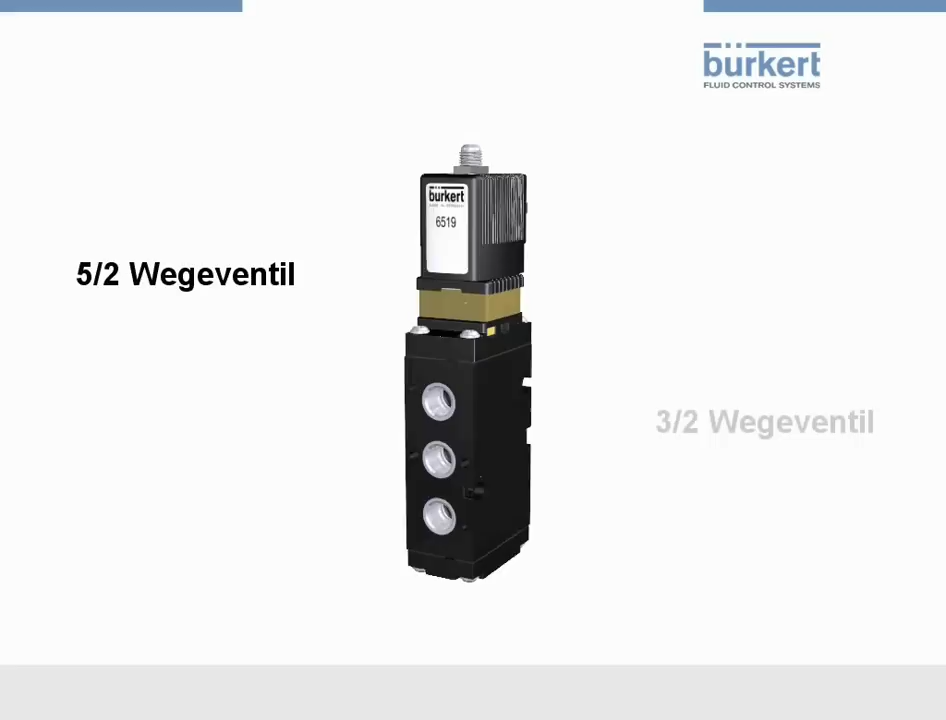 bürkert
FLUID CONTROL SYSTEMS
bürkert
6519
5/2 Wegeventil
3/2 Wegeventil